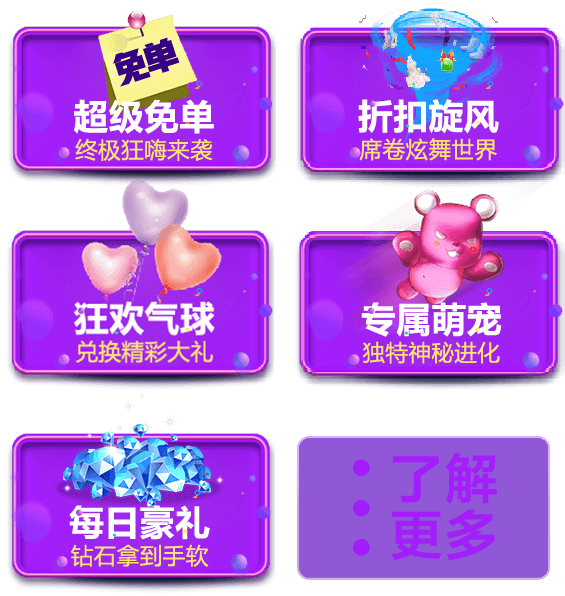 免单
超级免单
终极狂嗨来袭
折扣旋风
席卷炫舞世界
狂欢气球
兑换精彩大礼
专属萌宠
独特神秘进化
每日豪礼
钻石拿到手软
了解
更多